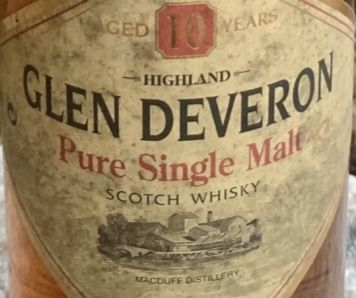 AGED 10 YEARS
HIGHLAND
GLEN DEVERON
Pure Single Malt
SCOTCH WHISKY
MACDUFF DISTILLERY